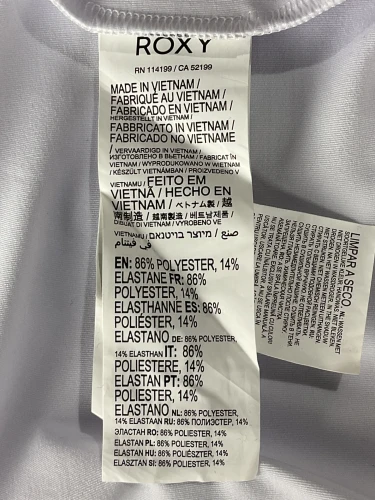 ROXY
RN 114199 / CA 52199
MADE IN VIETNAM /
FABRIQUÉ AU VIETNAM /
FABRICADO EN VIETNAM /
HERGESTELLT IN VIETNAM /
FABBRICATO IN VIETNAM /
FABRICADO NO VIETNAME
/ VERVAARDIGD IN VIETNAM /
ИЗГОТОВЛЕНО В ВЬЕТНАМ / FABRICAT ÎN
VIETNAM / WYPRODUKOWANO W WIETNAM
/ KÉSZÜLT VIETNÁMBAN / PROIZVEDENO V
VIETNAMU / FEITO EM
VIETNÃ / HECHO EN
VIETNAM / ベトナム製 / 越
南制造 / 越南製造 / 베트남제품 /
DIBUAT DI VIETNAM / VYROBENO VE
VIETNAMU / מיוצר בוויטנאם / صنع
في فيتنام
EN: 86% POLYESTER, 14%
ELASTANE FR: 86%
POLYESTER, 14%
ELASTHANNE ES: 86%
POLIÉSTER, 14%
ELASTANO DE: 86% POLYESTER,
14% ELASTHAN IT: 86%
POLIESTERE, 14%
ELASTAN PT: 86%
POLIÉSTER, 14%
ELASTANO NL: 86% POLYESTER,
14% ELASTAAN RU: 86% ПОЛИЭСТЕР, 14%
ЭЛАСТАН RO: 86% POLIESTER, 14%
ELASTAN PL: 86% POLIESTER, 14%
ELASTAN HU: 86% POLIÉSZTER, 14%
ELASZTÁN SI: 86% POLIESTER, 14%
LIMPAR A SECO.